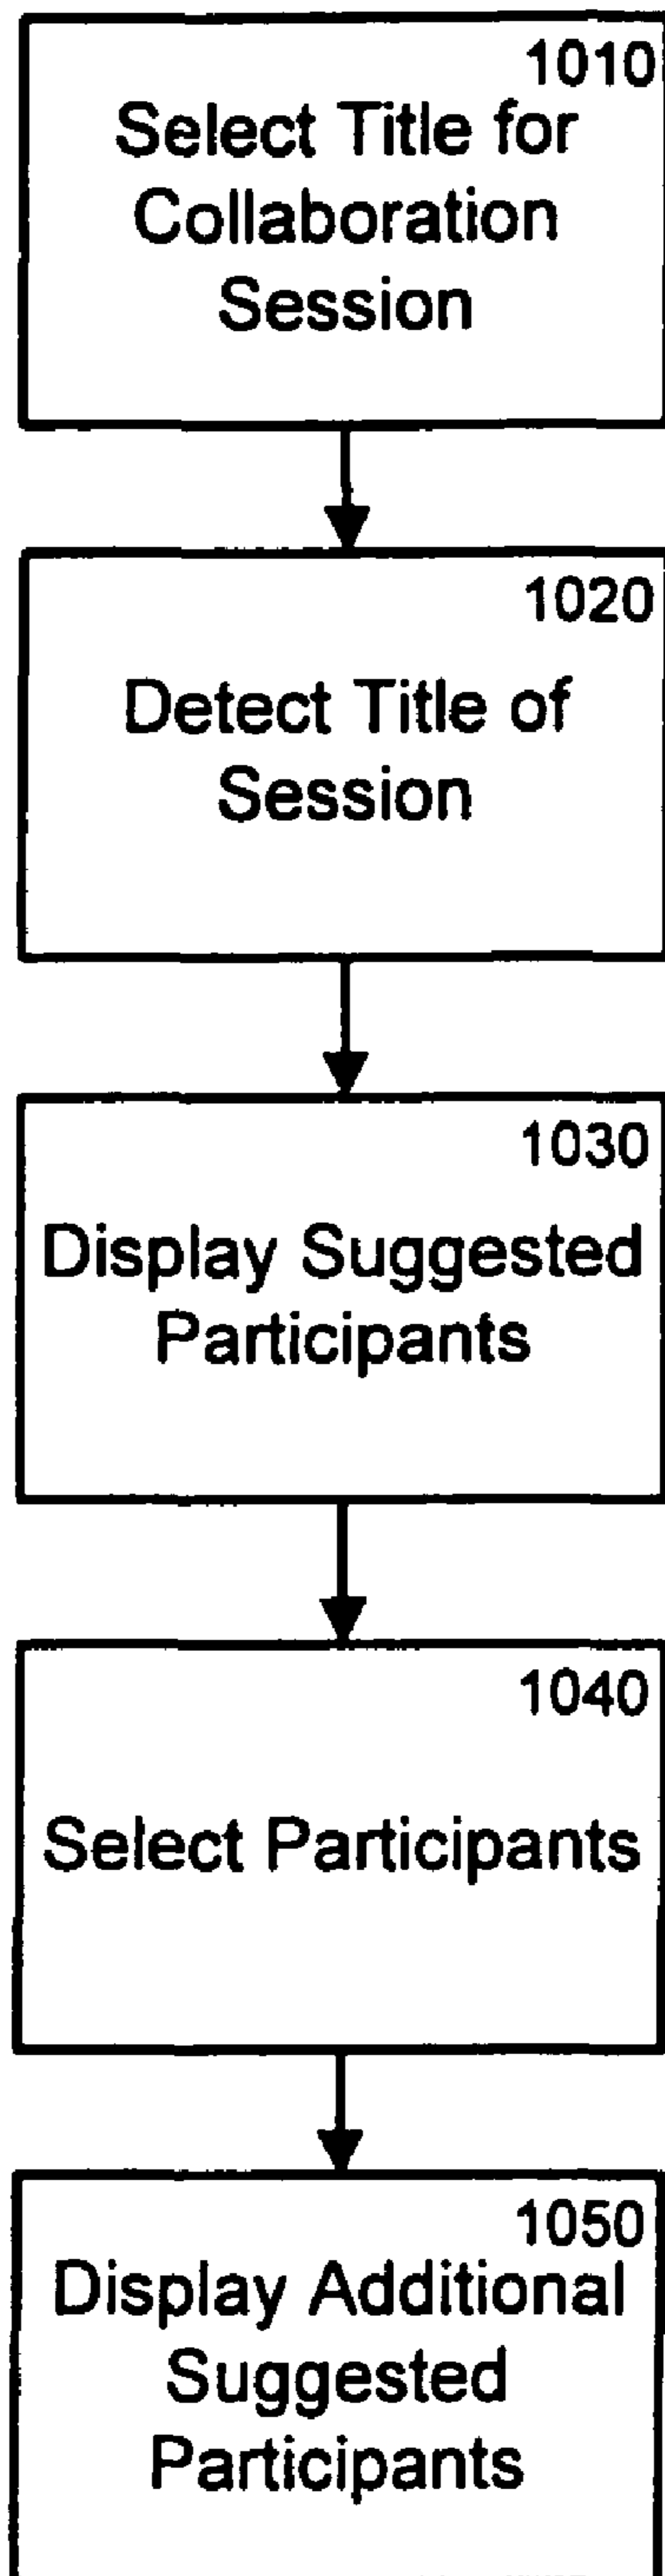 1010
Select Title for
Collaboration
Session
1020
Detect Title of
Session
1030
Display Suggested
Participants
1040
Select Participants
1050
Display Additional
Suggested
Participants